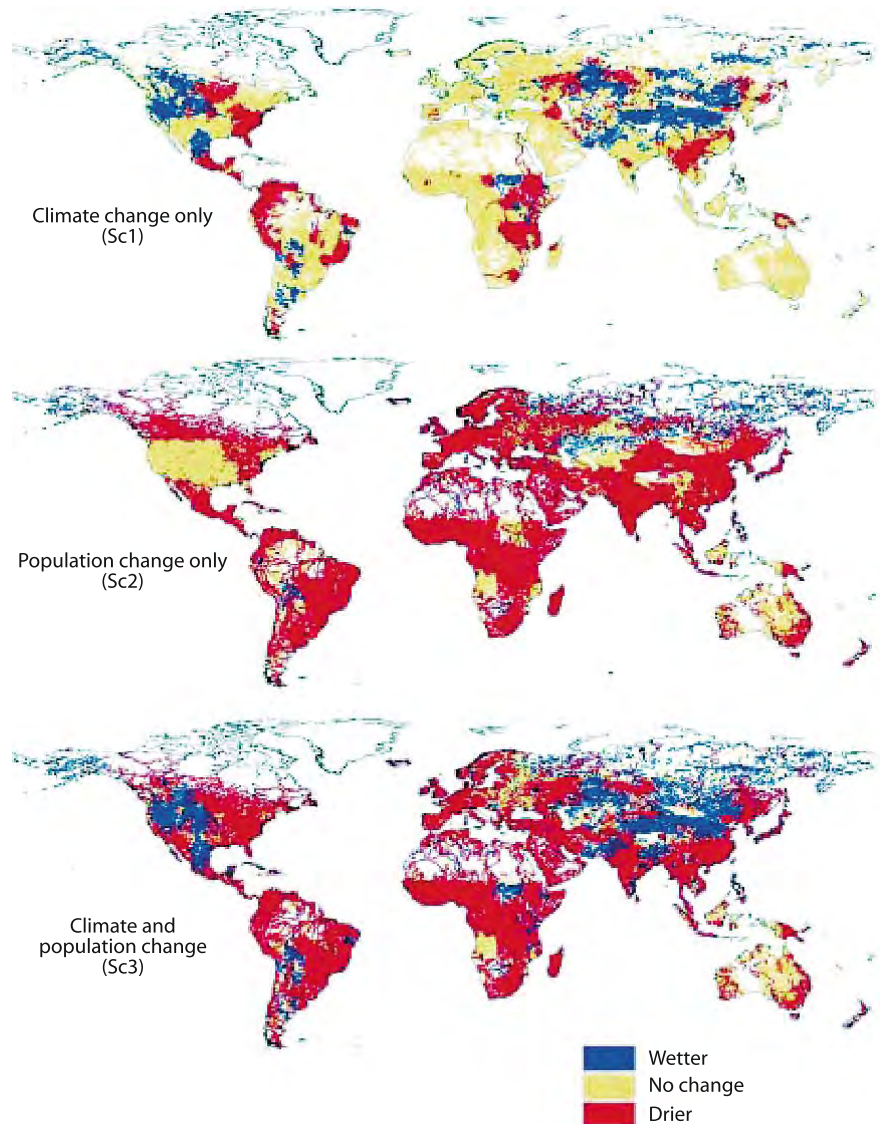 Climate change only
(Sc1)
Population change only
(Sc2)
Climate and
population change
(Sc3)
Wetter
No change
Drier